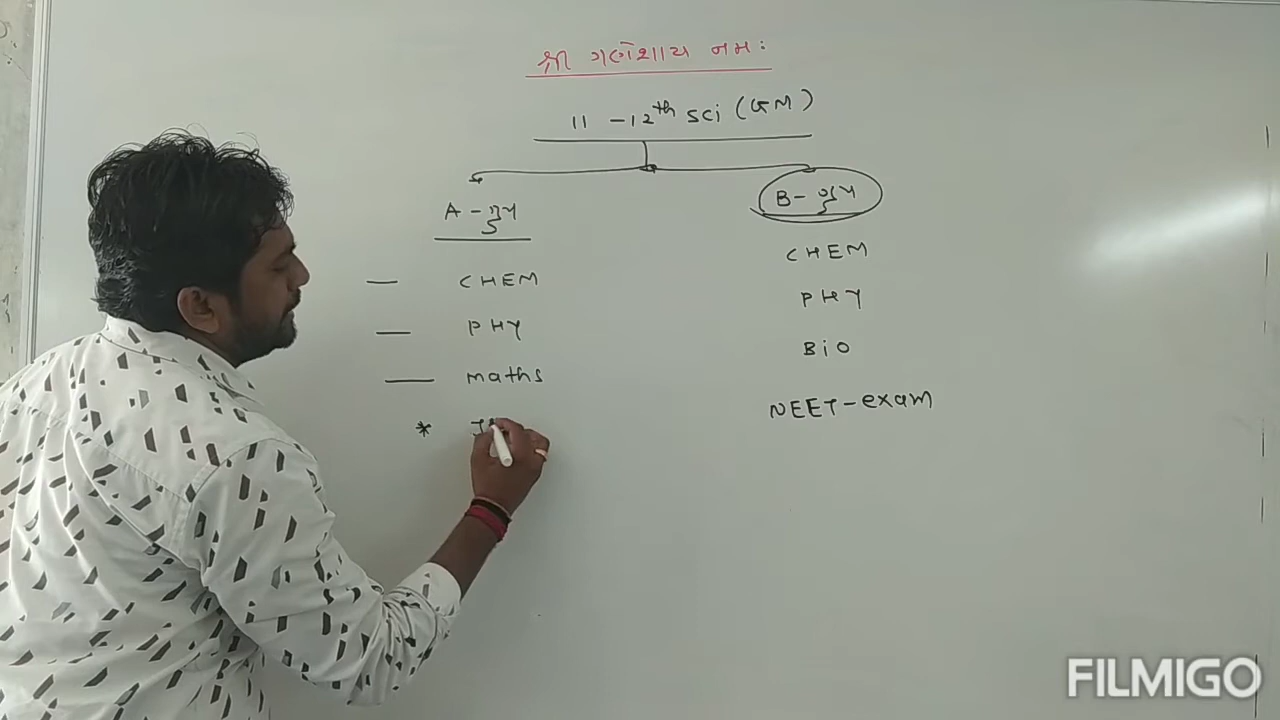 શ્રી ગણેશાય નમઃ
11 - 12th Sci (GM)
A - ગ્રુપ
B - ગ્રુપ
CHEM
PHY
maths
*
CHEM
PHY
BiO
NEET - exam
FILMIGO